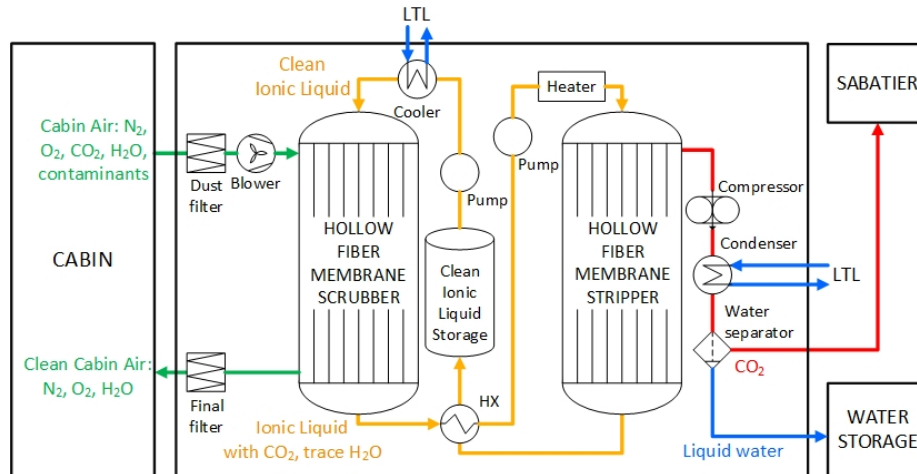 LTL
Clean
Ionic Liquid
Cooler
Heater
SABATIER
Cabin Air: N₂,
O₂, CO₂, H₂O,
contaminants
Dust
filter
Blower
Pump
Pump
Compressor
CABIN
HOLLOW
FIBER
MEMBRANE
SCRUBBER
Clean
Ionic
Liquid
Storage
HOLLOW
FIBER
MEMBRANE
STRIPPER
Condenser
LTL
Water
separator
CO₂
Clean Cabin Air:
N₂, O₂, H₂O
Final
filter
HX
Ionic Liquid
with CO₂, trace H₂O
Liquid water
WATER
STORAGE